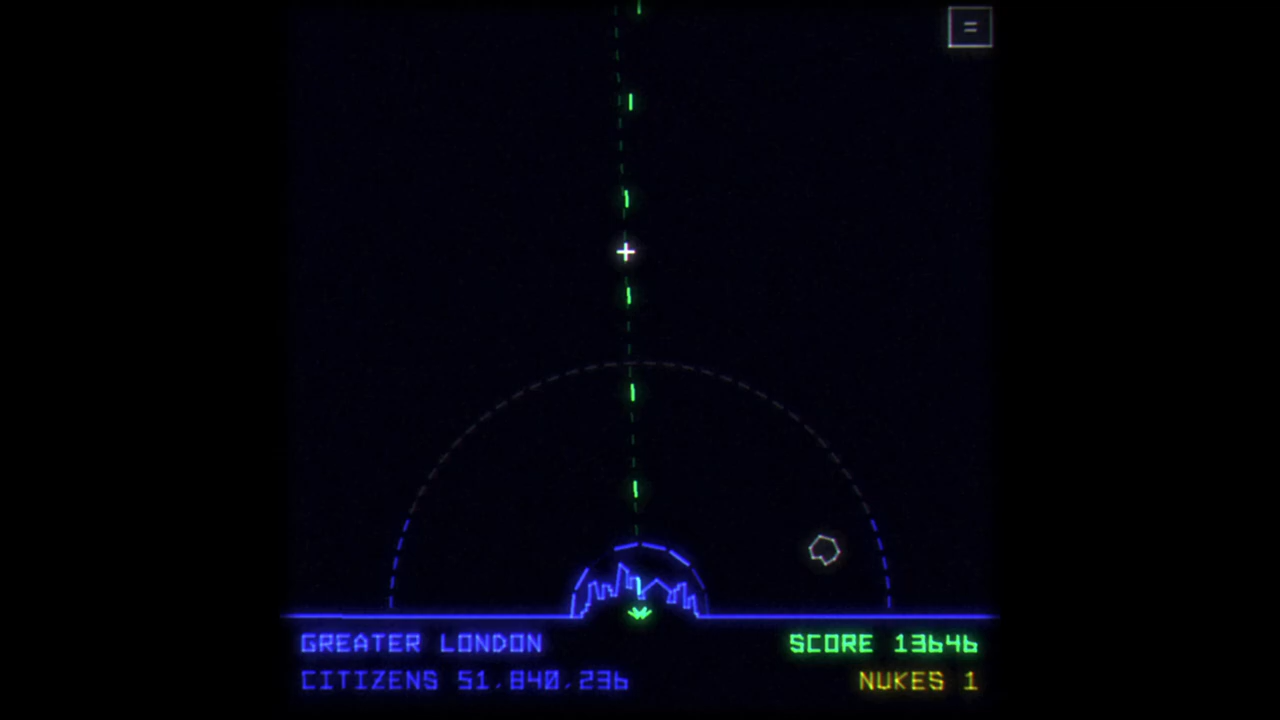 GREATER LONDON
SCORE 13646
CITIZENS 51,840,236
NUKES 1